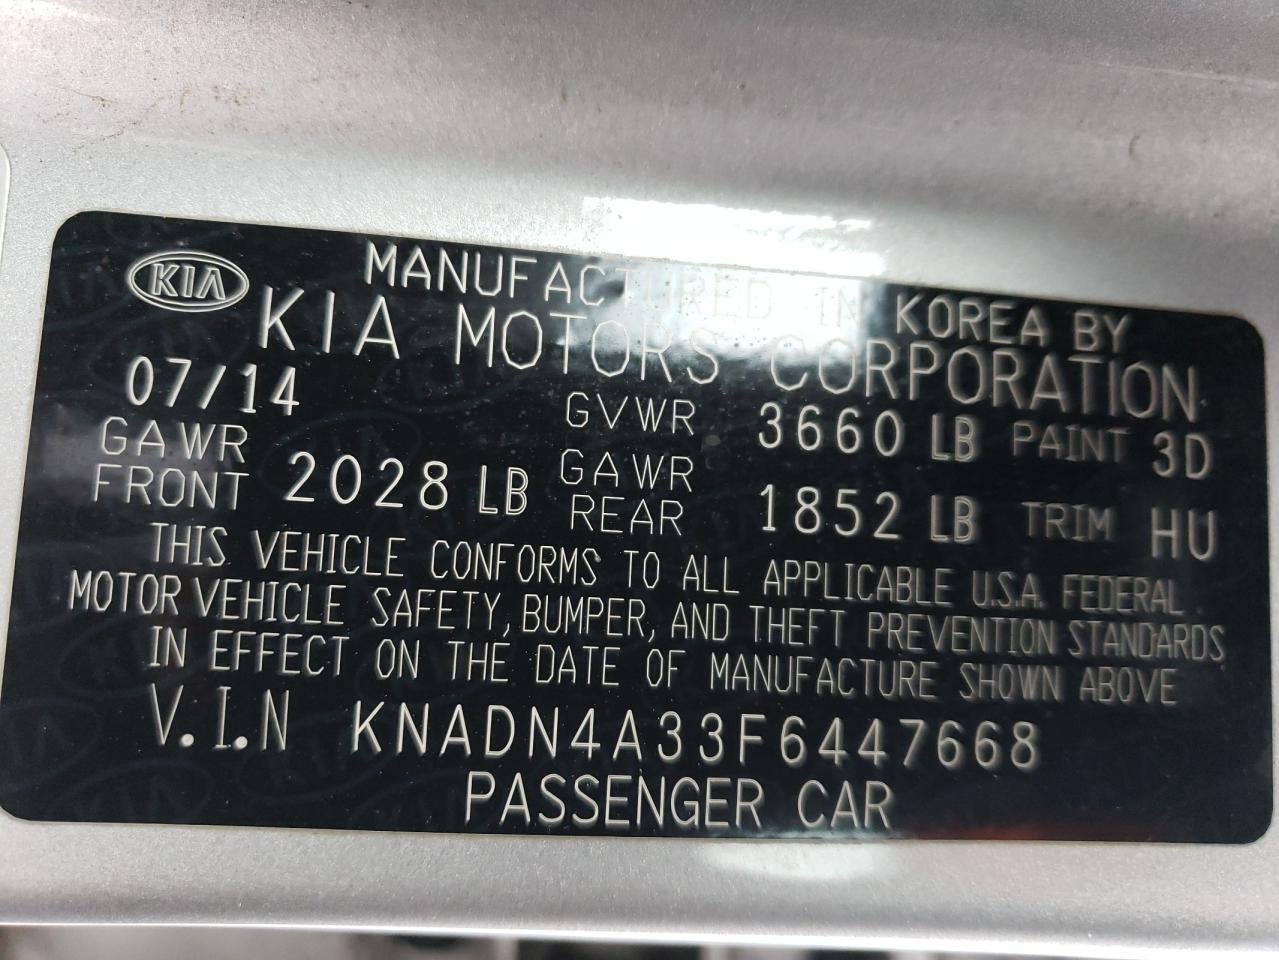 KIA MANUFACTURED IN KOREA BY
KIA MOTORS CORPORATION
07/14 GVWR 3660 LB PAINT 3D
GAWR FRONT 2028 LB GAWR REAR 1852 LB TRIM HU
THIS VEHICLE CONFORMS TO ALL APPLICABLE U.S.A. FEDERAL
MOTOR VEHICLE SAFETY, BUMPER, AND THEFT PREVENTION STANDARDS
IN EFFECT ON THE DATE OF MANUFACTURE SHOWN ABOVE
V.I.N KNADN4A33F6447668
PASSENGER CAR